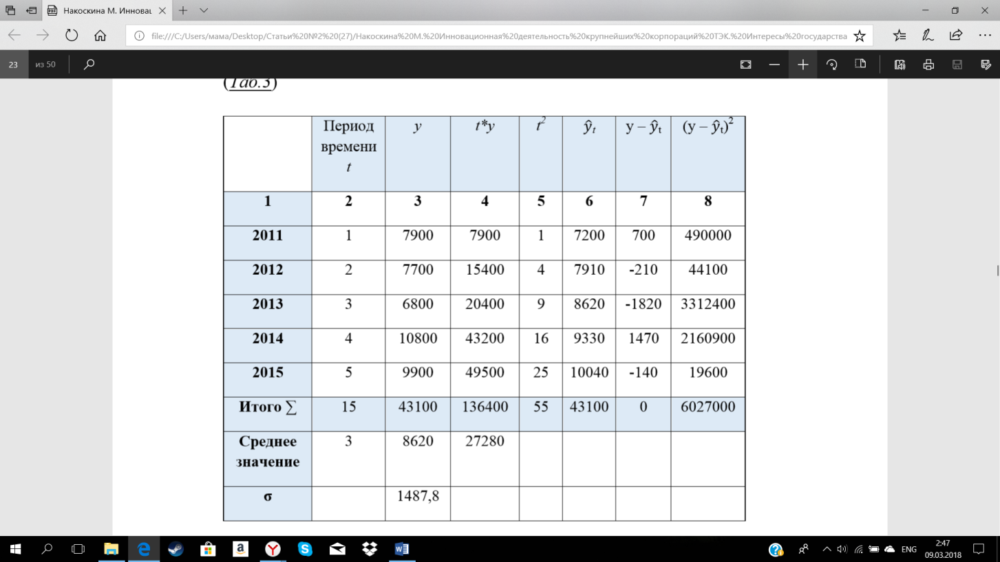 Накоскина М. Инновац
file:///C:/Users/мама/Desktop/Статьи%20№2%20(27)/Накоскина%20М.%20Инновационная%20деятельность%20крупнейших%20корпораций%20ТЭК.%20Интересы%20государства
23 из 50
(Таб.3)
Период времени t y t*y t² ŷₜ y – ŷₜ (y – ŷₜ)²
1 2 3 4 5 6 7 8
2011 1 7900 7900 1 7200 700 490000
2012 2 7700 15400 4 7910 -210 44100
2013 3 6800 20400 9 8620 -1820 3312400
2014 4 10800 43200 16 9330 1470 2160900
2015 5 9900 49500 25 10040 -140 19600
Итого ∑ 15 43100 136400 55 43100 0 6027000
Среднее значение 3 8620 27280
σ 1487,8
ENG
2:47
09.03.2018